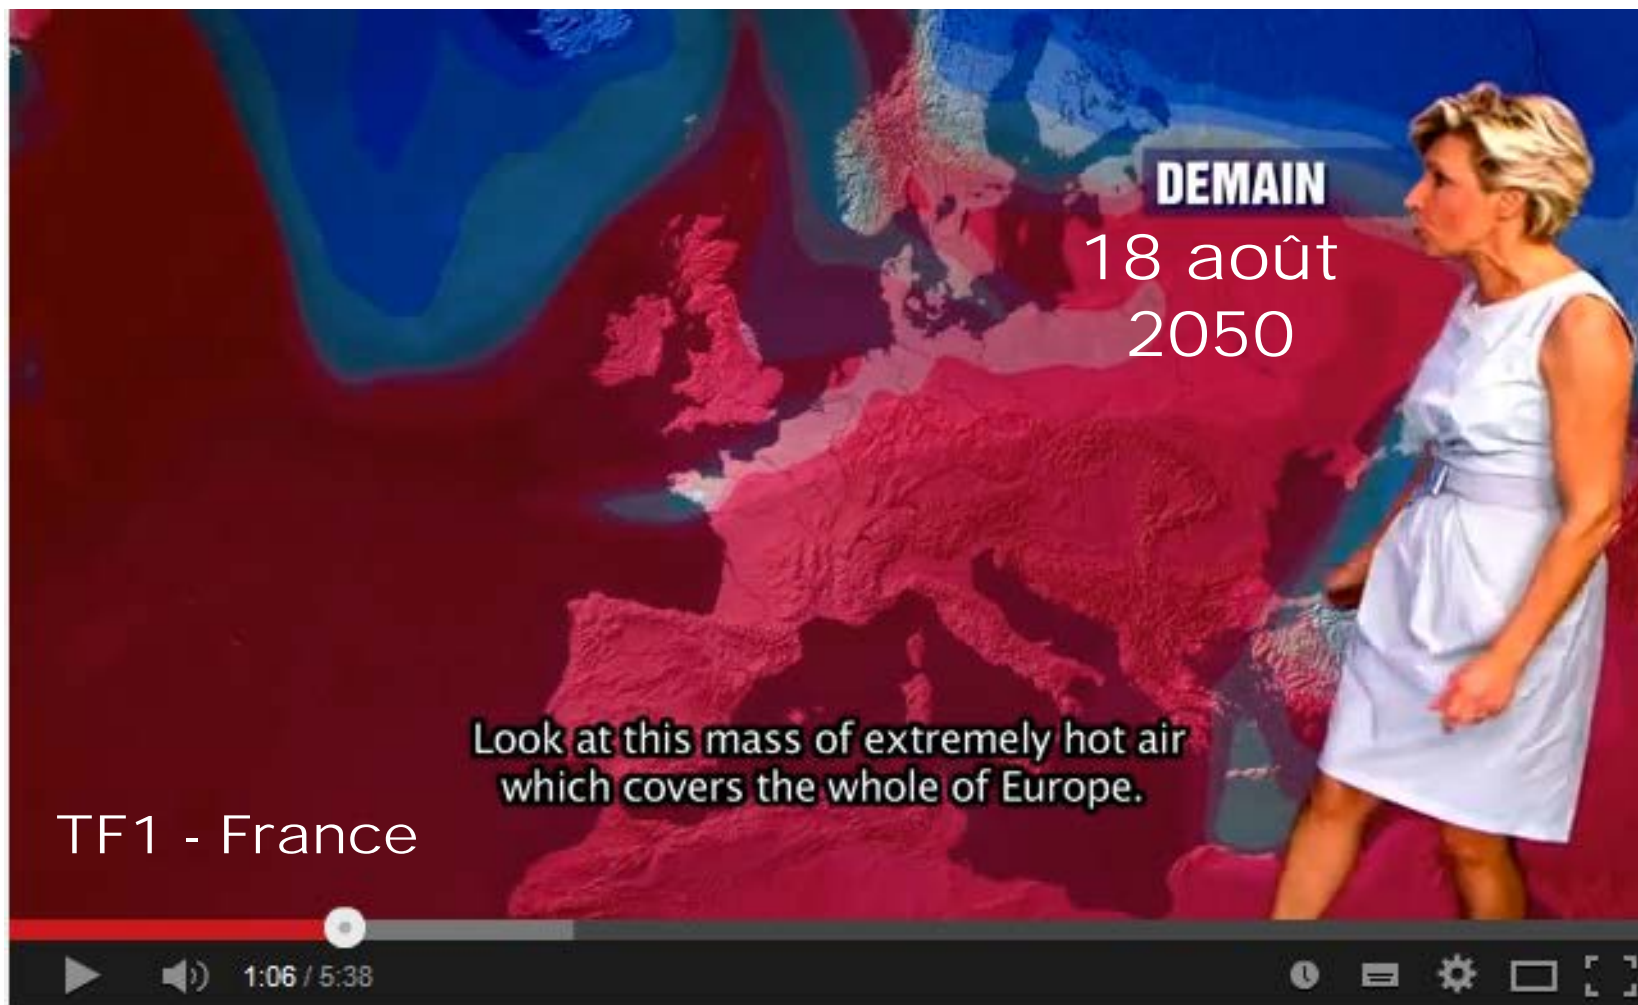 DEMAIN
18 août
2050
Look at this mass of extremely hot air
which covers the whole of Europe.
TF1 - France
1:06 / 5:38